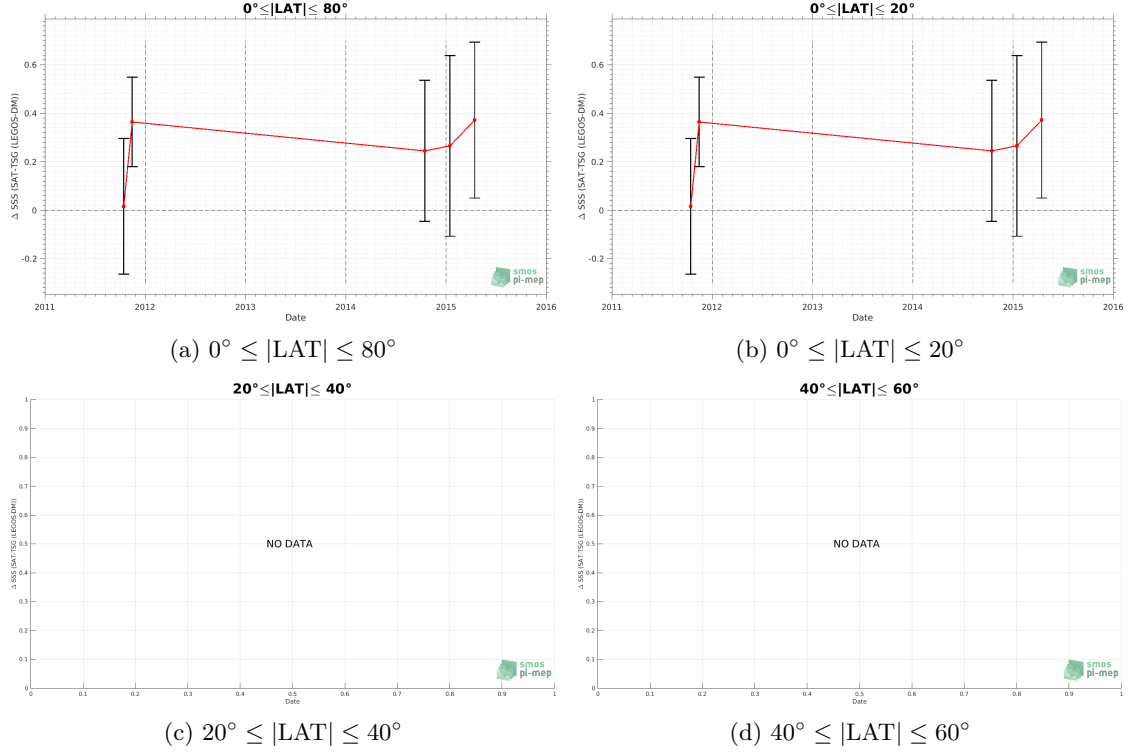 0°≤|LAT|≤ 80°
Δ SSS (SAT-TSG (LEGOS-DM))
0.6
0.4
0.2
0
-0.2
2011 2012 2013 2014 2015 2016
Date
smos
pi-mep
(a) 0° ≤ |LAT| ≤ 80°
0°≤|LAT|≤ 20°
Δ SSS (SAT-TSG (LEGOS-DM))
0.6
0.4
0.2
0
-0.2
2011 2012 2013 2014 2015 2016
Date
smos
pi-mep
(b) 0° ≤ |LAT| ≤ 20°
20°≤|LAT|≤ 40°
Δ SSS (SAT-TSG (LEGOS-DM))
1
0.9
0.8
0.7
0.6
0.5
0.4
0.3
0.2
0.1
0
NO DATA
0 0.1 0.2 0.3 0.4 0.5 0.6 0.7 0.8 0.9 1
Date
smos
pi-mep
(c) 20° ≤ |LAT| ≤ 40°
40°≤|LAT|≤ 60°
Δ SSS (SAT-TSG (LEGOS-DM))
1
0.9
0.8
0.7
0.6
0.5
0.4
0.3
0.2
0.1
0
NO DATA
0 0.1 0.2 0.3 0.4 0.5 0.6 0.7 0.8 0.9 1
Date
smos
pi-mep
(d) 40° ≤ |LAT| ≤ 60°